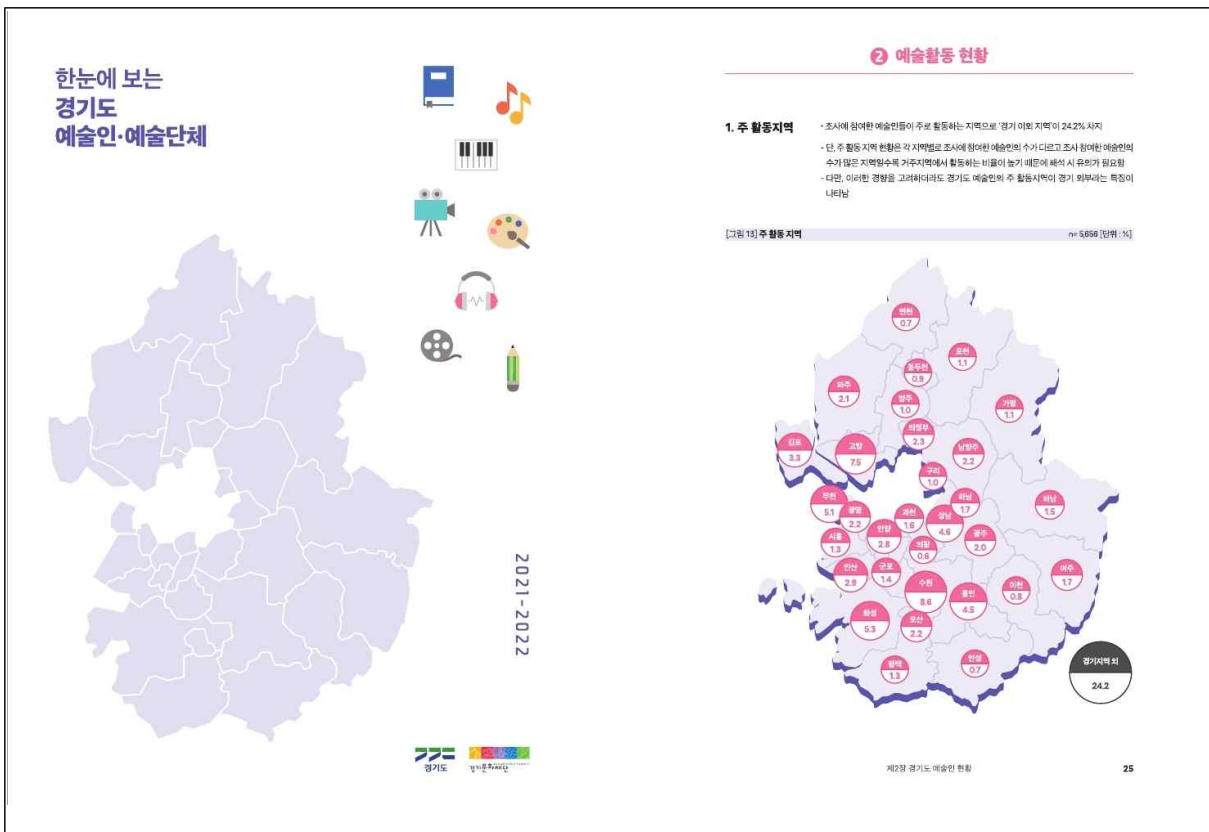 한눈에 보는
경기도
예술인·예술단체
2021-2022
경기도
경기문화재단
2 예술활동 현황
1. 주 활동지역
• 조사에 참여한 예술인들이 주로 활동하는 지역으로 '경기 이외 지역'이 24.2% 차지
- 단, 주 활동 지역 현황은 각 지역별로 조사에 참여한 예술인의 수가 다르고 조사 참여한 예술인의
수가 많은 지역일수록 거주지역에서 활동하는 비율이 높기 때문에 해석 시 유의가 필요함
- 다만, 이러한 경향을 고려하더라도 경기도 예술인의 주 활동지역이 경기 외부라는 특징이
나타남
[그림 13] 주 활동 지역
n= 5,656 [단위 : %]
연천
0.7
포천
1.1
동두천
0.9
파주
2.1
양주
1.0
가평
1.1
의정부
2.3
김포
3.3
고양
7.5
남양주
2.2
구리
1.0
부천
5.1
광명
2.2
과천
1.6
하남
1.7
성남
4.6
하남
1.5
시흥
1.3
안양
2.8
의왕
0.6
광주
2.0
안산
2.9
군포
1.4
수원
8.6
용인
4.5
이천
0.8
여주
1.7
화성
5.3
오산
2.2
평택
1.3
안성
0.7
경기지역 외
24.2
제2장 경기도 예술인 현황
25